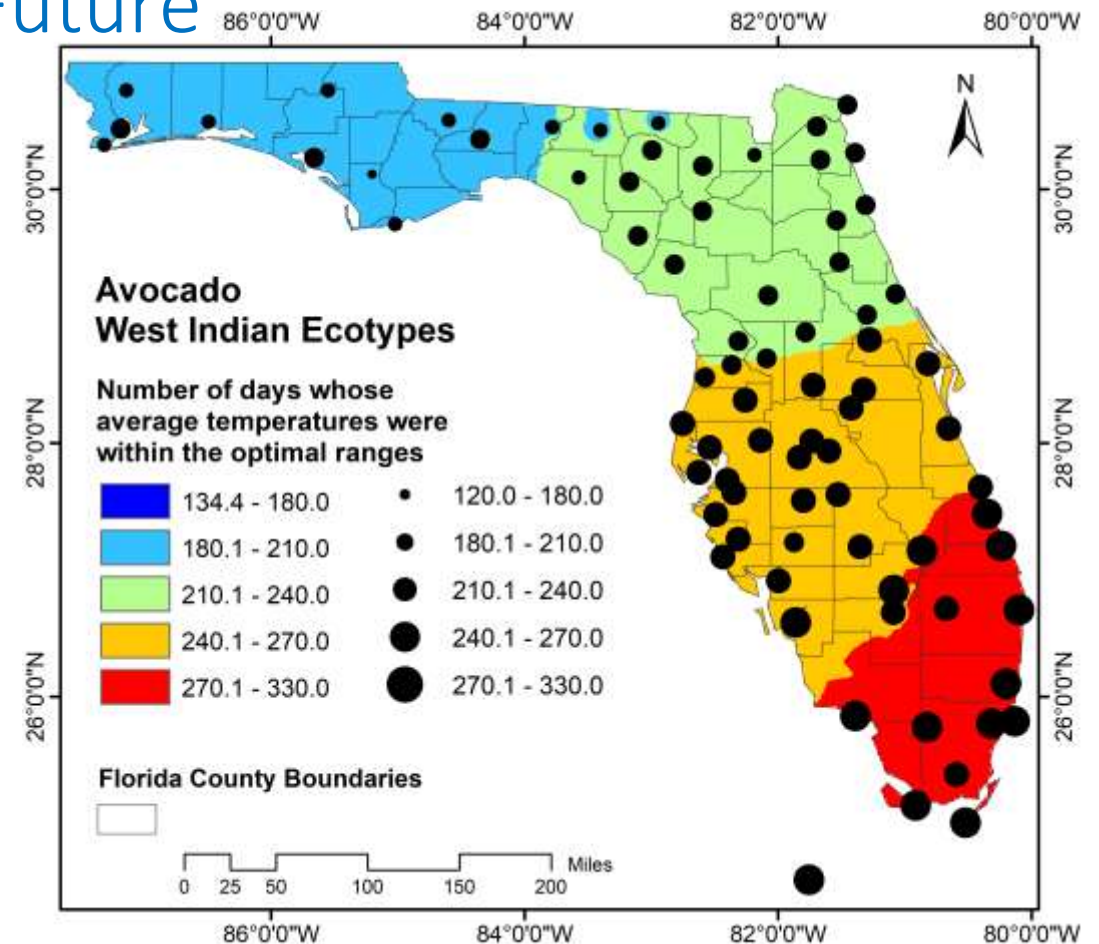 Future
86°0'0"W 84°0'0"W 82°0'0"W 80°0'0"W
N
30°0'0"N
28°0'0"N
26°0'0"N
30°0'0"N
28°0'0"N
26°0'0"N
Avocado
West Indian Ecotypes
Number of days whose
average temperatures were
within the optimal ranges
134.4 - 180.0 120.0 - 180.0
180.1 - 210.0 180.1 - 210.0
210.1 - 240.0 210.1 - 240.0
240.1 - 270.0 240.1 - 270.0
270.1 - 330.0 270.1 - 330.0
Florida County Boundaries
Miles
0 25 50 100 150 200
86°0'0"W 84°0'0"W 82°0'0"W 80°0'0"W